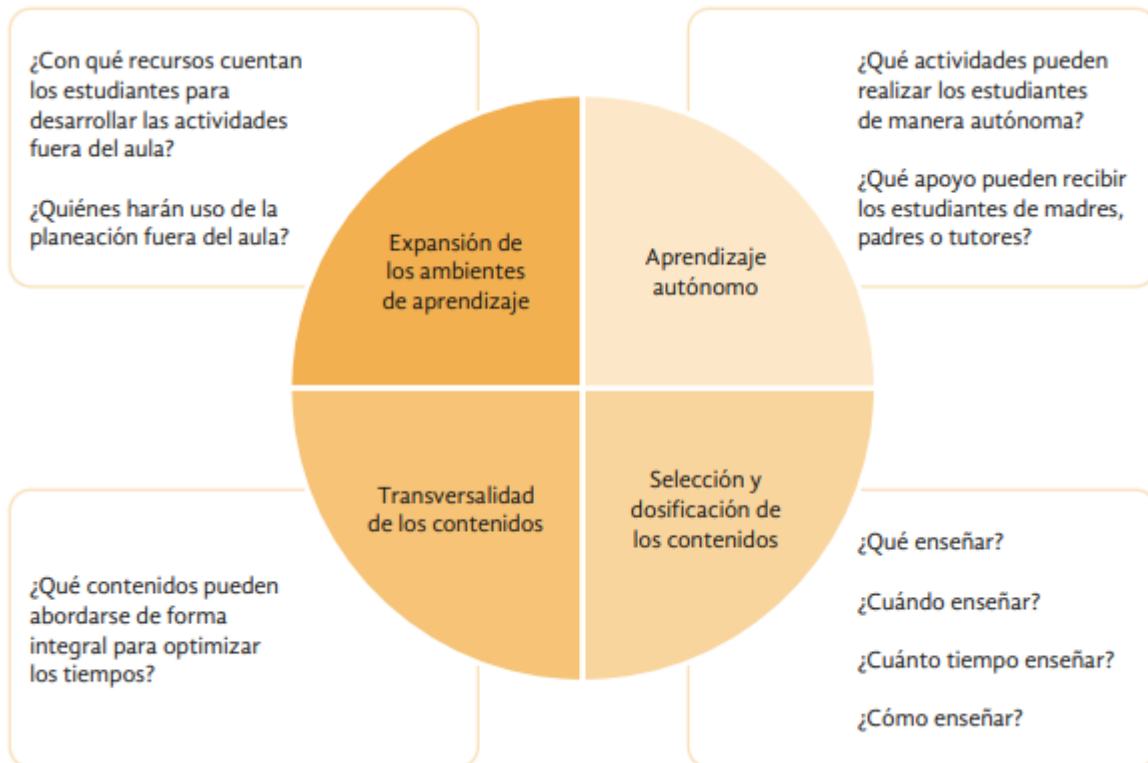 ¿Con qué recursos cuentan
los estudiantes para
desarrollar las actividades
fuera del aula?
¿Quiénes harán uso de la
planeación fuera del aula?
¿Qué actividades pueden
realizar los estudiantes
de manera autónoma?
¿Qué apoyo pueden recibir
los estudiantes de madres,
padres o tutores?
Expansión de
los ambientes
de aprendizaje
Aprendizaje
autónomo
Transversalidad
de los contenidos
Selección y
dosificación de
los contenidos
¿Qué contenidos pueden
abordarse de forma
integral para optimizar
los tiempos?
¿Qué enseñar?
¿Cuándo enseñar?
¿Cuánto tiempo enseñar?
¿Cómo enseñar?